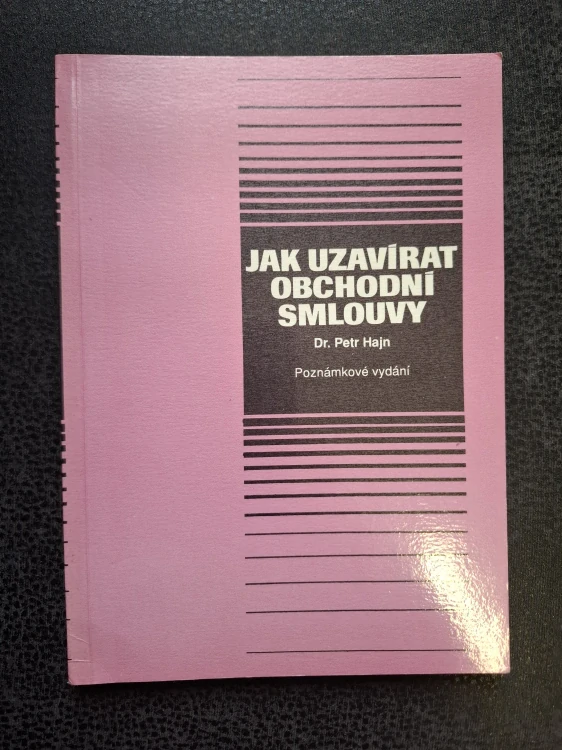 JAK UZAVÍRAT
OBCHODNÍ
SMLOUVY
Dr. Petr Hajn
Poznámkové vydání